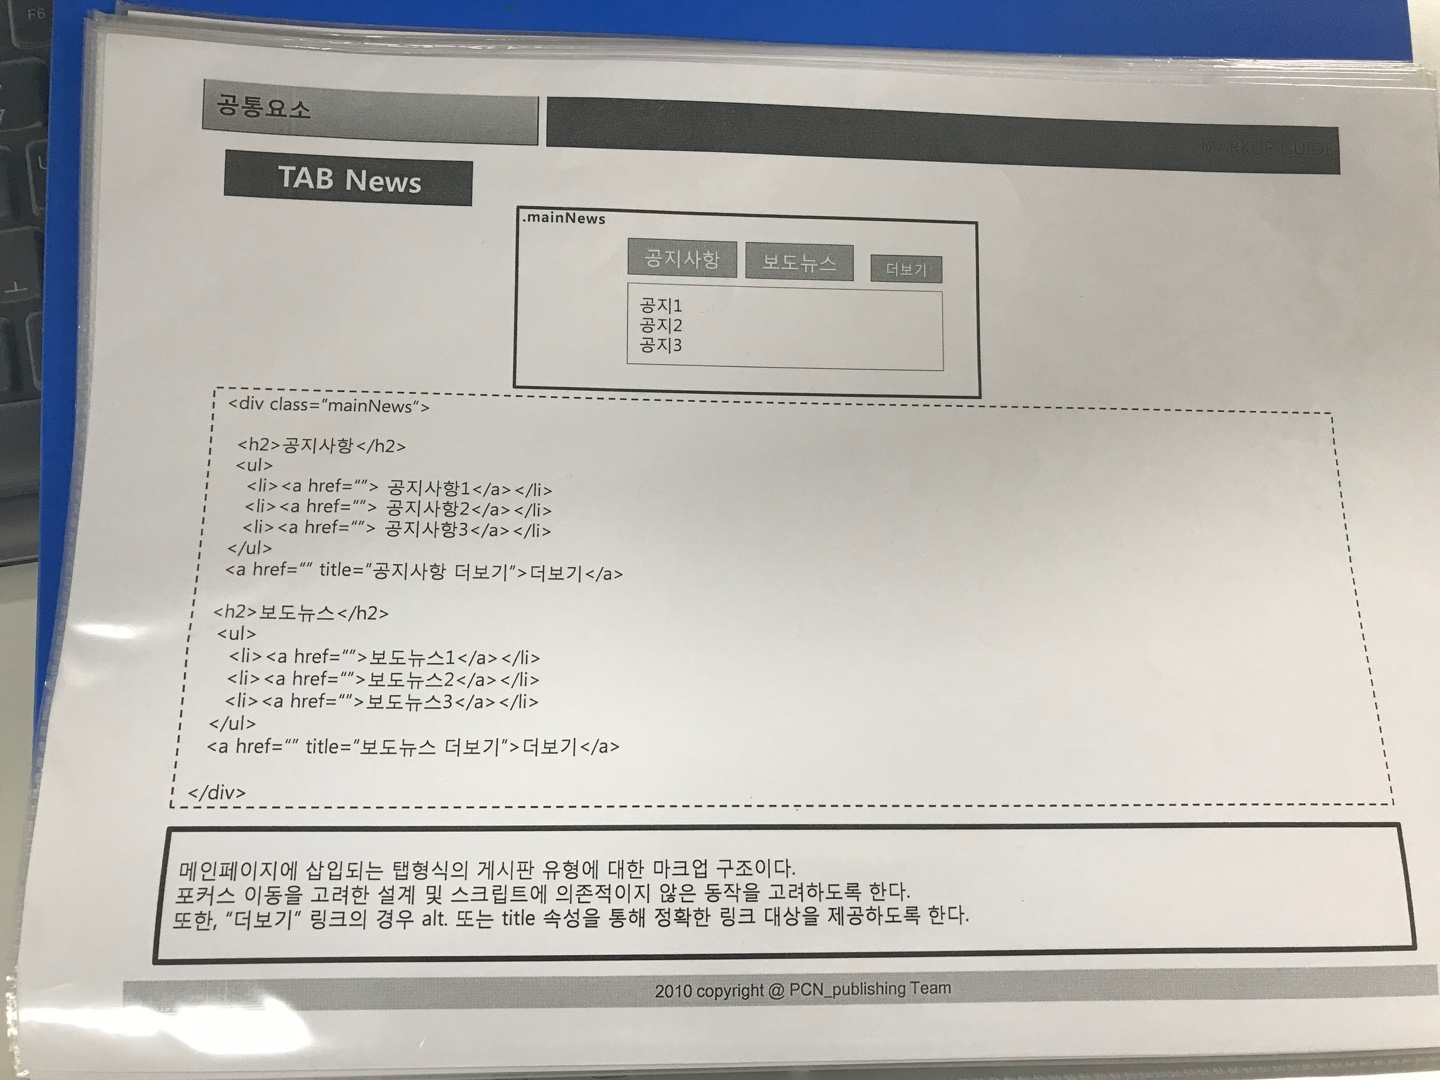 F6
공통요소
MARKUP GUIDE
TAB News
.mainNews
공지사항 보도뉴스 더보기
공지1
공지2
공지3
<div class="mainNews">
<h2>공지사항</h2>
<ul>
<li><a href=""> 공지사항1</a></li>
<li><a href=""> 공지사항2</a></li>
<li><a href=""> 공지사항3</a></li>
</ul>
<a href="" title="공지사항 더보기">더보기</a>
<h2>보도뉴스</h2>
<ul>
<li><a href="">보도뉴스1</a></li>
<li><a href="">보도뉴스2</a></li>
<li><a href="">보도뉴스3</a></li>
</ul>
<a href="" title="보도뉴스 더보기">더보기</a>
</div>
메인페이지에 삽입되는 탭형식의 게시판 유형에 대한 마크업 구조이다.
포커스 이동을 고려한 설계 및 스크립트에 의존적이지 않은 동작을 고려하도록 한다.
또한, “더보기” 링크의 경우 alt. 또는 title 속성을 통해 정확한 링크 대상을 제공하도록 한다.
2010 copyright @ PCN_publishing Team